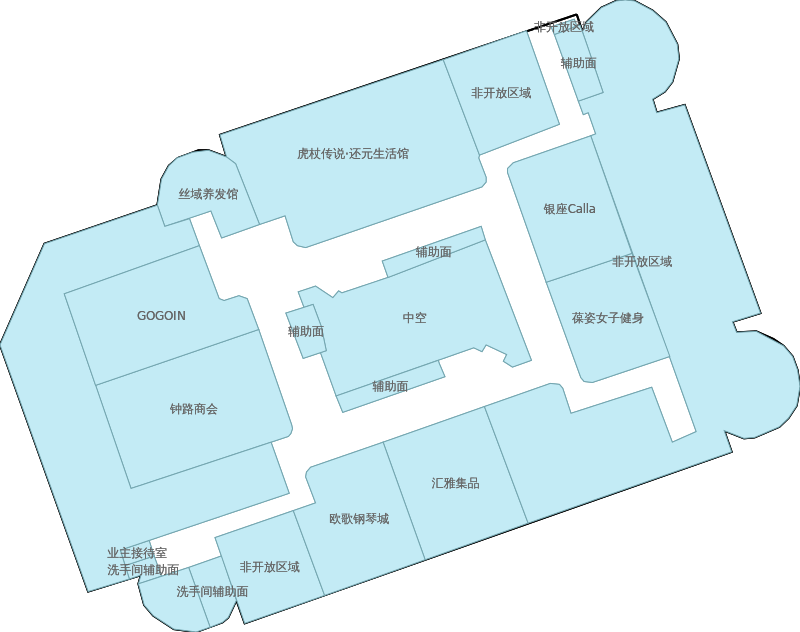 非开放区域
辅助面
非开放区域
虎杖传说·还元生活馆
丝域养发馆
银座Calla
辅助面
非开放区域
GOGOIN
中空
葆姿女子健身
辅助面
辅助面
钟路商会
汇雅集品
欧歌钢琴城
业主接待室
非开放区域
洗手间辅助面
洗手间辅助面